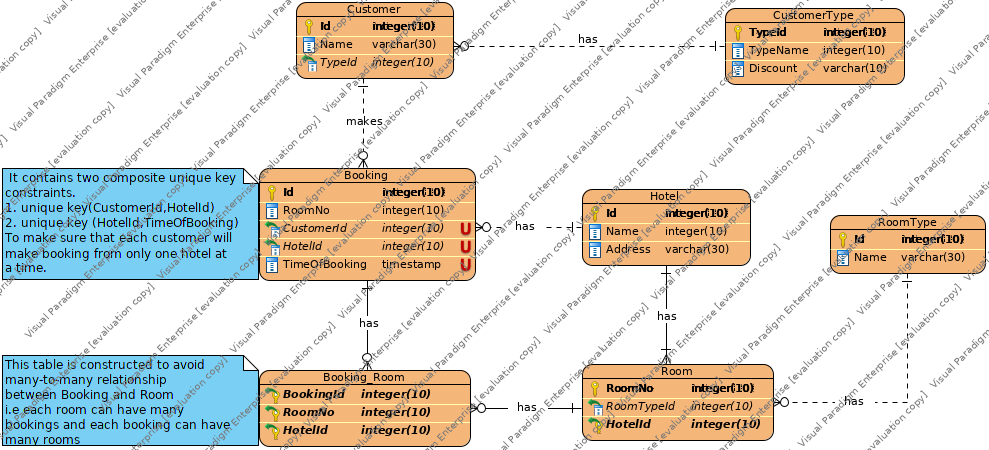 Customer
Id integer(10)
Name varchar(30)
TypeId integer(10)
has
CustomerType
TypeId integer(10)
TypeName integer(10)
Discount varchar(10)
makes
It contains two composite unique key
constraints.
1. unique key(CustomerId,HotelId)
2. unique key (HotelId,TimeOfBooking)
To make sure that each customer will
make booking from only one hotel at
a time.
Booking
Id integer(10)
RoomNo integer(10)
CustomerId integer(10) U
HotelId integer(10) U
TimeOfBooking timestamp U
has
Hotel
Id integer(10)
Name integer(10)
Address varchar(30)
RoomType
Id integer(10)
Name varchar(30)
has
has
This table is constructed to avoid
many-to-many relationship
between Booking and Room
i.e each room can have many
bookings and each booking can have
many rooms
Booking_Room
BookingId integer(10)
RoomNo integer(10)
HotelId integer(10)
has
Room
RoomNo integer(10)
RoomTypeId integer(10)
HotelId integer(10)
has
Visual Paradigm Enterprise [evaluation copy]